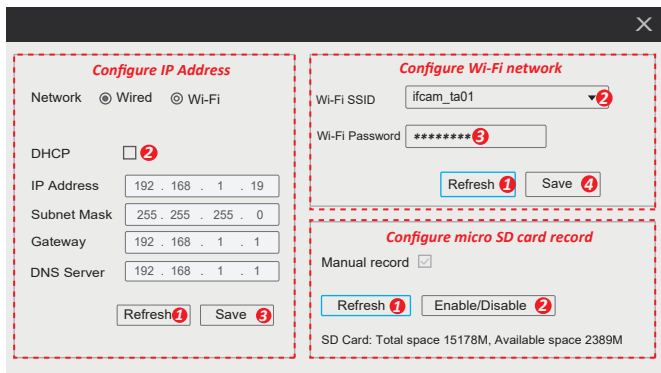 Configure IP Address
Network Wired Wi-Fi
DHCP 2
IP Address 192 . 168 . 1 . 19
Subnet Mask 255 . 255 . 255 . 0
Gateway 192 . 168 . 1 . 1
DNS Server 192 . 168 . 1 . 1
Refresh 1 Save 3
Configure Wi-Fi network
Wi-Fi SSID ifcam_ta01 2
Wi-Fi Password ******** 3
Refresh 1 Save 4
Configure micro SD card record
Manual record
Refresh 1 Enable/Disable 2
SD Card: Total space 15178M, Available space 2389M